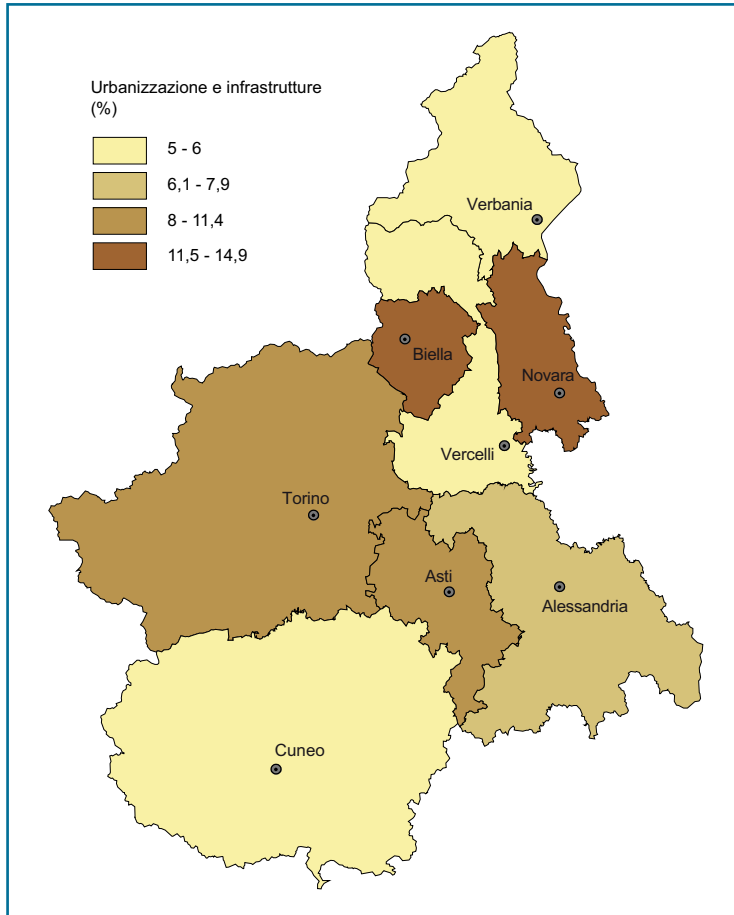 Urbanizzazione e infrastrutture
(%)
5 - 6
6,1 - 7,9
8 - 11,4
11,5 - 14,9
Verbania
Biella
Novara
Vercelli
Torino
Asti
Alessandria
Cuneo